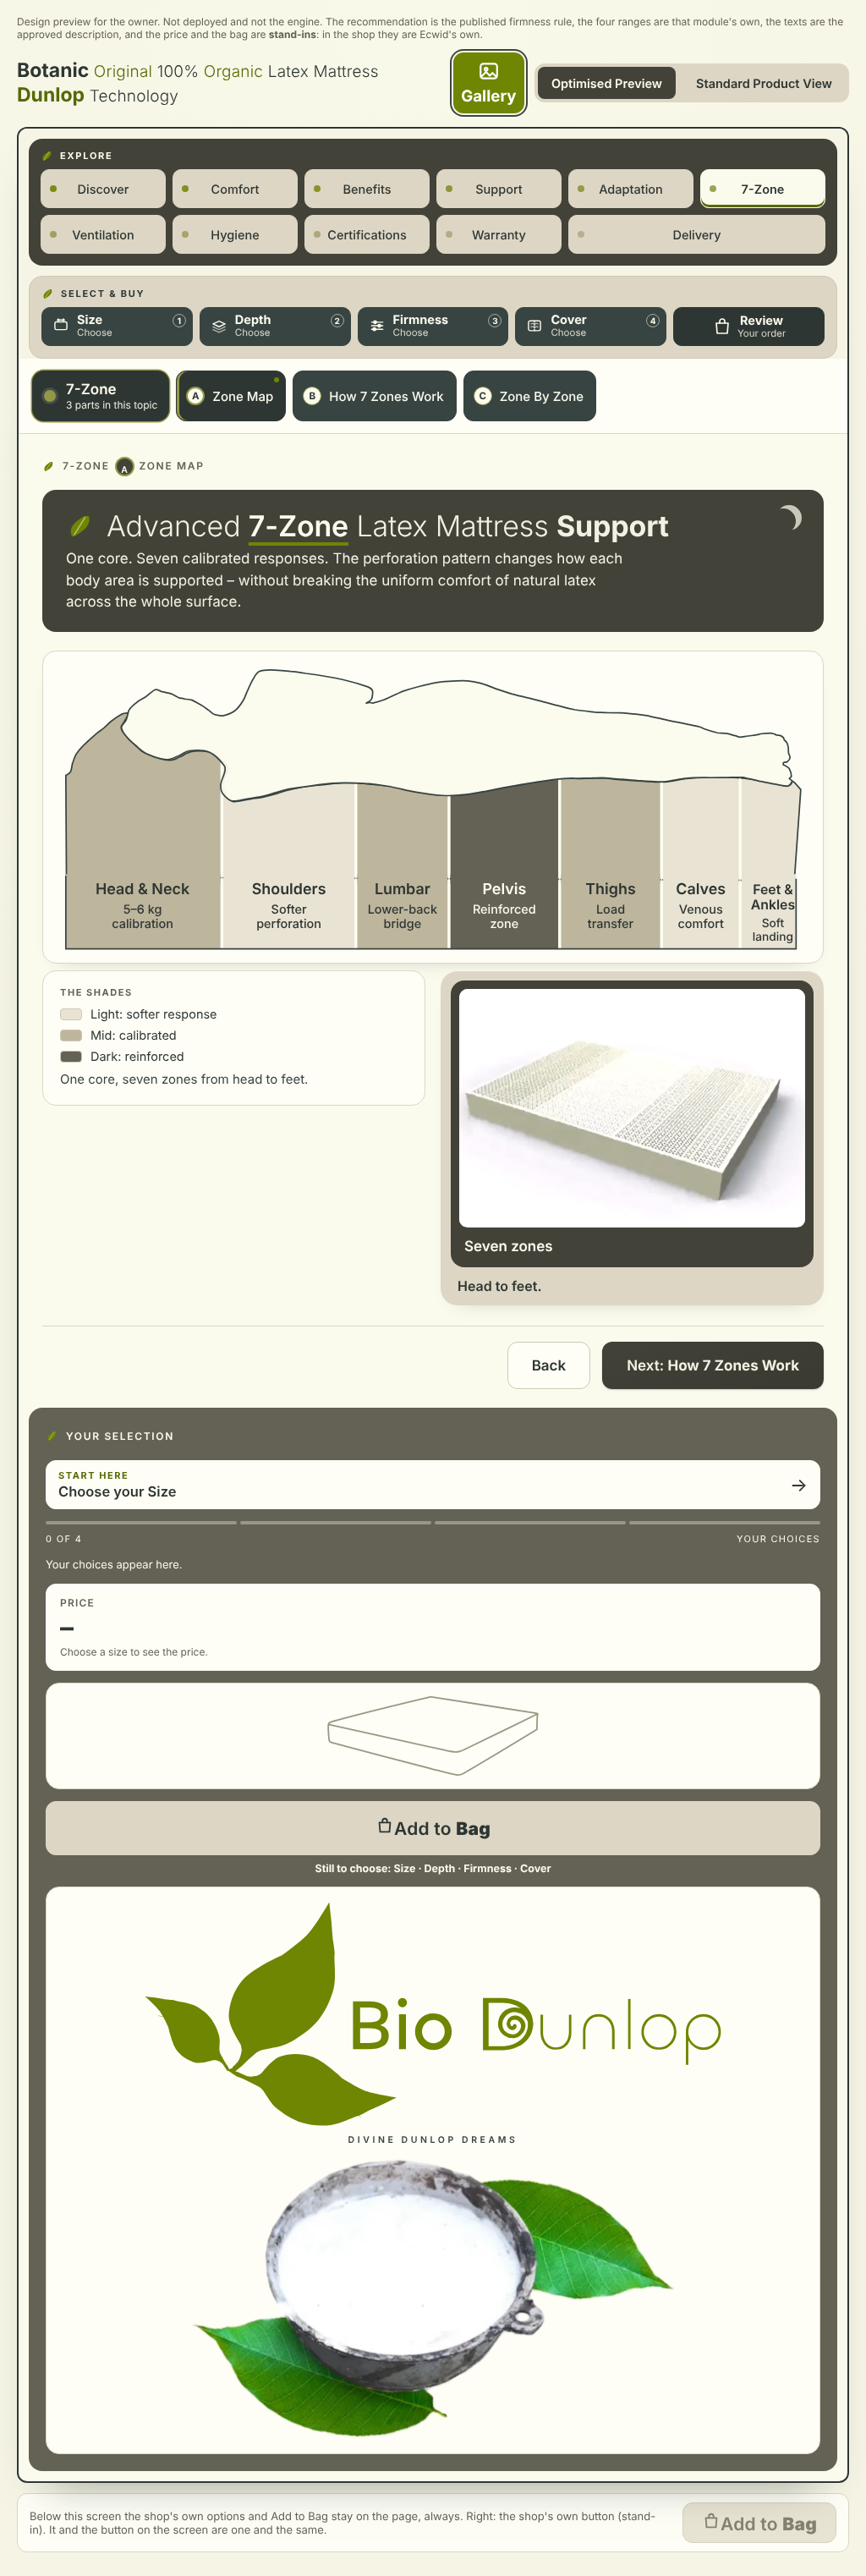 Design preview for the owner. Not deployed and not the engine. The recommendation is the published firmness rule, the four ranges are that module's own, the texts are the
approved description, and the price and the bag are stand-ins: in the shop they are Ecwid's own.
Botanic Original 100% Organic Latex Mattress
Dunlop Technology
Gallery
Optimised Preview
Standard Product View
EXPLORE
Discover
Comfort
Benefits
Support
Adaptation
7-Zone
Ventilation
Hygiene
Certifications
Warranty
Delivery
SELECT & BUY
Size
Choose
1
Depth
Choose
2
Firmness
Choose
3
Cover
Choose
4
Review
Your order
7-Zone
3 parts in this topic
A Zone Map
B How 7 Zones Work
C Zone By Zone
7-ZONE A ZONE MAP
Advanced 7-Zone Latex Mattress Support
One core. Seven calibrated responses. The perforation pattern changes how each
body area is supported – without breaking the uniform comfort of natural latex
across the whole surface.
Head & Neck
5–6 kg
calibration
Shoulders
Softer
perforation
Lumbar
Lower-back
bridge
Pelvis
Reinforced
zone
Thighs
Load
transfer
Calves
Venous
comfort
Feet &
Ankles
Soft
landing
THE SHADES
Light: softer response
Mid: calibrated
Dark: reinforced
One core, seven zones from head to feet.
Seven zones
Head to feet.
Back
Next: How 7 Zones Work
YOUR SELECTION
START HERE
Choose your Size
0 OF 4
YOUR CHOICES
Your choices appear here.
PRICE
–
Choose a size to see the price.
Add to Bag
Still to choose: Size · Depth · Firmness · Cover
Bio Dunlop
DIVINE DUNLOP DREAMS
Below this screen the shop's own options and Add to Bag stay on the page, always. Right: the shop's own button (stand-
in). It and the button on the screen are one and the same.
Add to Bag